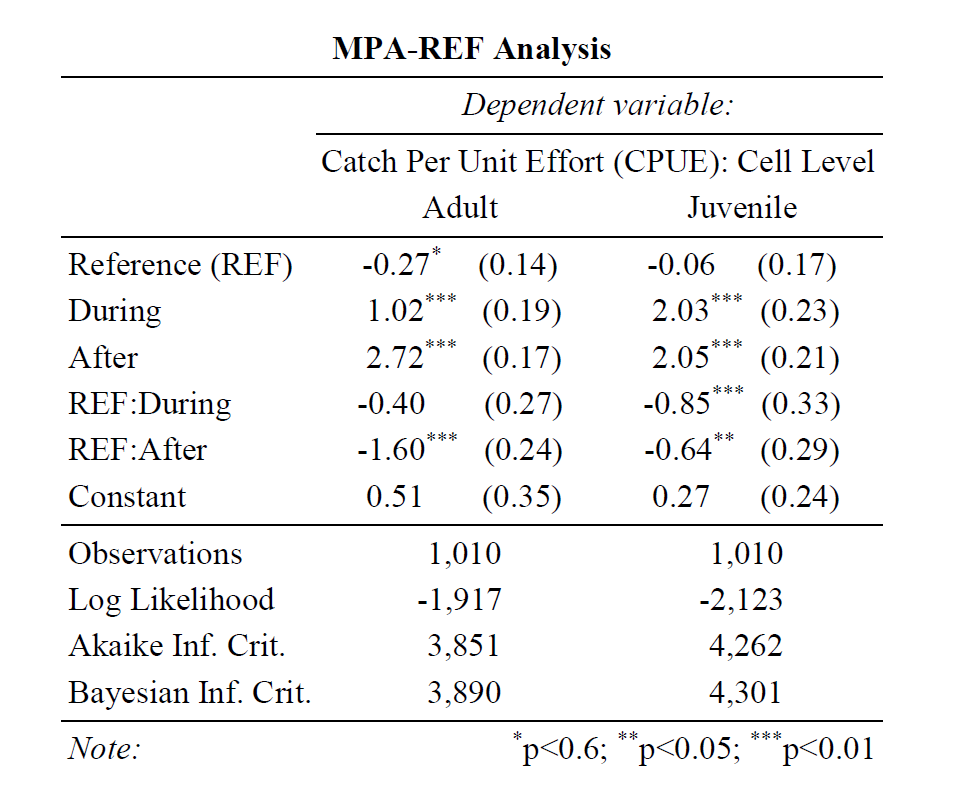 MPA-REF Analysis
Dependent variable:
Catch Per Unit Effort (CPUE): Cell Level
Adult Juvenile
Reference (REF) -0.27* (0.14) -0.06 (0.17)
During 1.02*** (0.19) 2.03*** (0.23)
After 2.72*** (0.17) 2.05*** (0.21)
REF:During -0.40 (0.27) -0.85*** (0.33)
REF:After -1.60*** (0.24) -0.64** (0.29)
Constant 0.51 (0.35) 0.27 (0.24)
Observations 1,010 1,010
Log Likelihood -1,917 -2,123
Akaike Inf. Crit. 3,851 4,262
Bayesian Inf. Crit. 3,890 4,301
Note: *p<0.6; **p<0.05; ***p<0.01